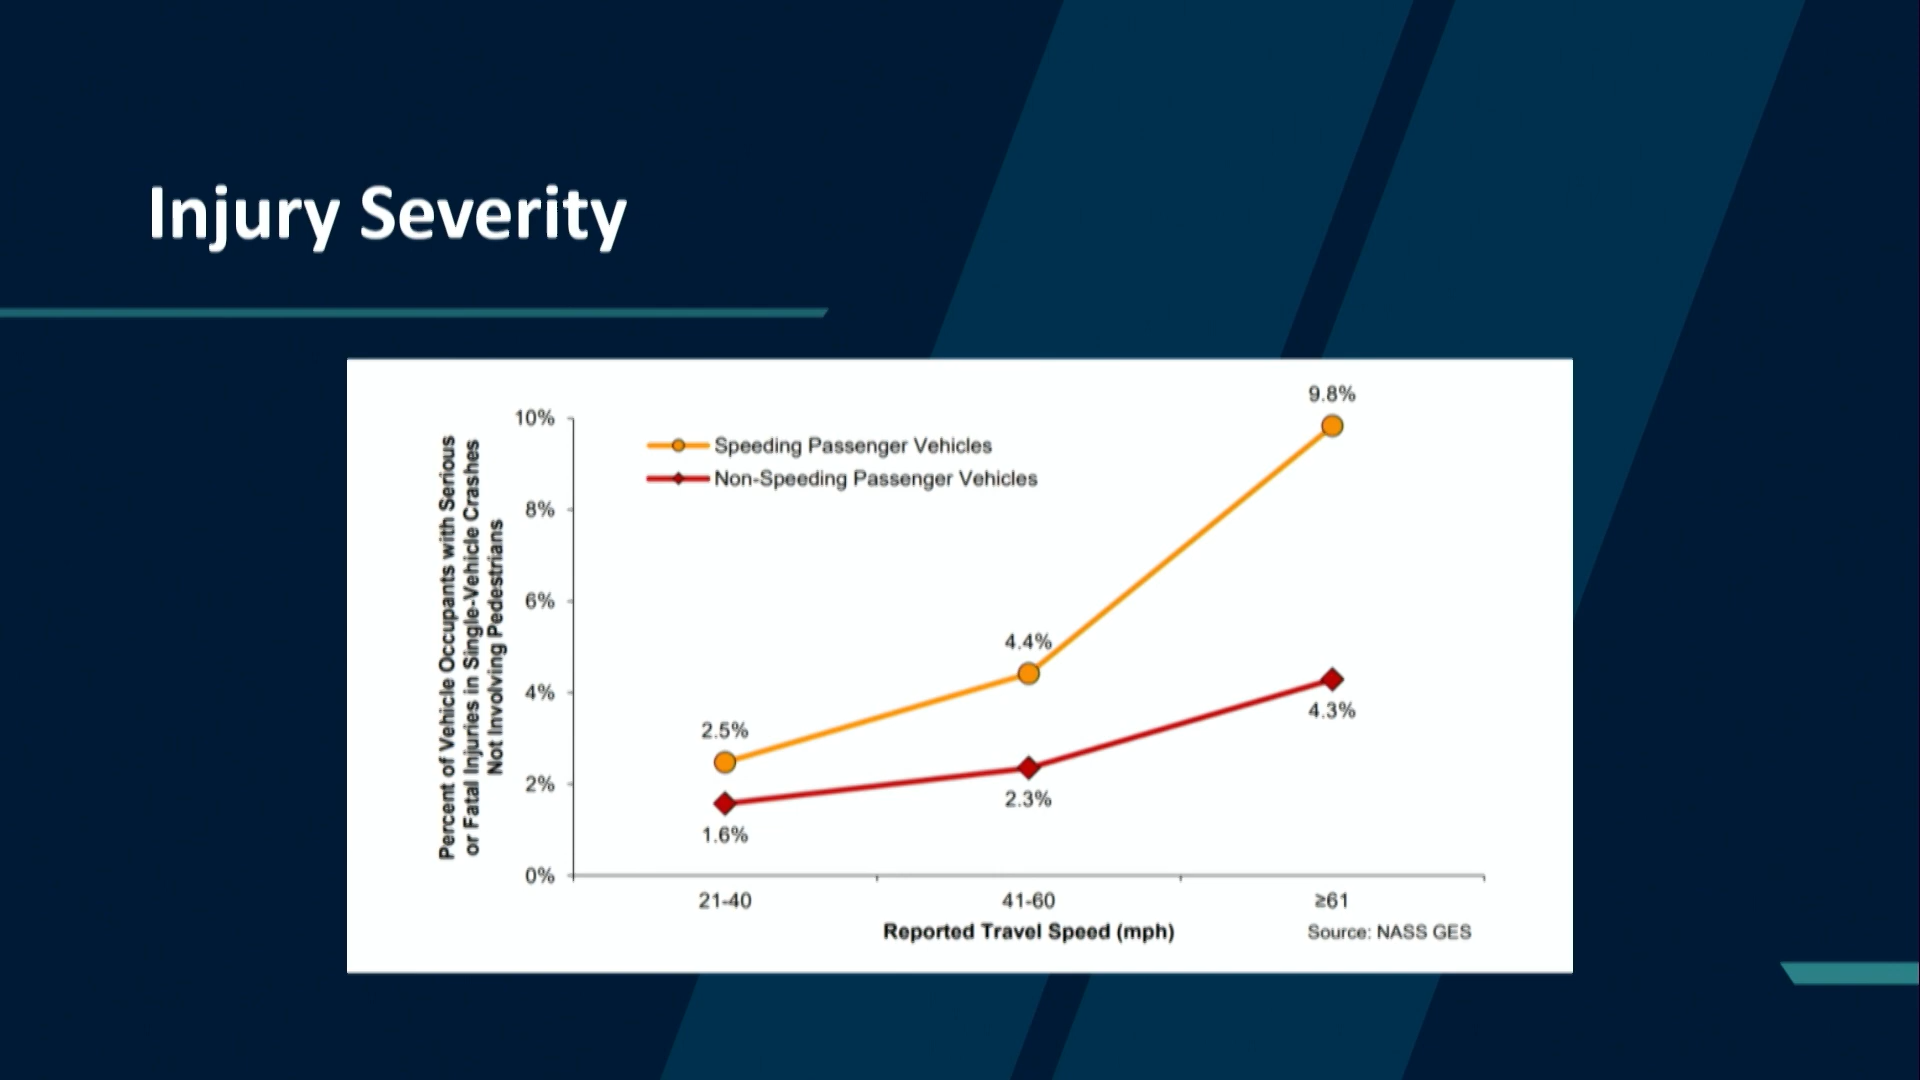 Injury Severity
Percent of Vehicle Occupants with Serious
or Fatal Injuries in Single-Vehicle Crashes
Not Involving Pedestrians
10%
8%
6%
4%
2%
0%
Speeding Passenger Vehicles
Non-Speeding Passenger Vehicles
9.8%
4.4%
2.5%
4.3%
2.3%
1.6%
21-40
41-60
≥61
Reported Travel Speed (mph)
Source: NASS GES